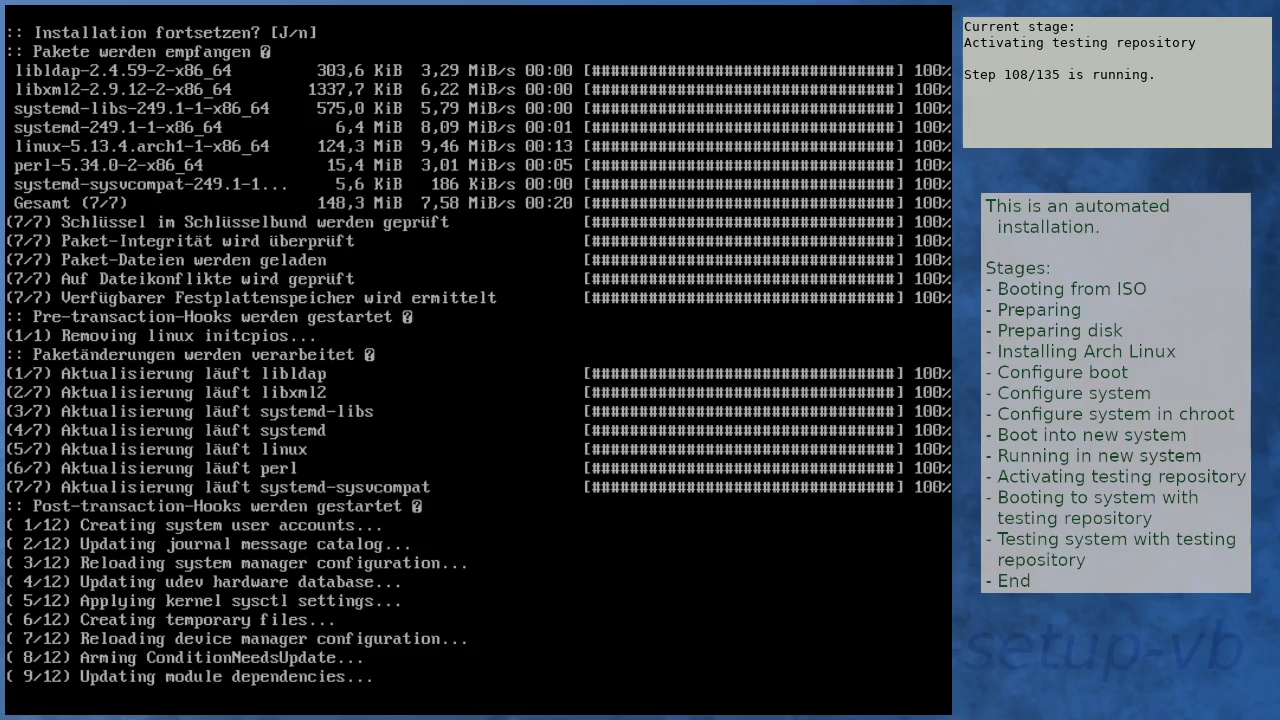 :: Installation fortsetzen? [J/n]
:: Pakete werden empfangen �
libldap-2.4.59-2-x86_64 303,6 KiB 3,29 MiB/s 00:00 [################################] 100%
libxml2-2.9.12-2-x86_64 1337,7 KiB 6,22 MiB/s 00:00 [################################] 100%
systemd-libs-249.1-1-x86_64 575,0 KiB 5,79 MiB/s 00:00 [################################] 100%
systemd-249.1-1-x86_64 6,4 MiB 8,09 MiB/s 00:01 [################################] 100%
linux-5.13.4.arch1-1-x86_64 124,3 MiB 9,46 MiB/s 00:13 [################################] 100%
perl-5.34.0-2-x86_64 15,4 MiB 3,01 MiB/s 00:05 [################################] 100%
systemd-sysvcompat-249.1-1... 5,6 KiB 186 KiB/s 00:00 [################################] 100%
Gesamt (7/7) 148,3 MiB 7,58 MiB/s 00:20 [################################] 100%
(7/7) Schlüssel im Schlüsselbund werden geprüft [################################] 100%
(7/7) Paket-Integrität wird überprüft [################################] 100%
(7/7) Paket-Dateien werden geladen [################################] 100%
(7/7) Auf Dateikonflikte wird geprüft [################################] 100%
(7/7) Verfügbarer Festplattenspeicher wird ermittelt [################################] 100%
:: Pre-transaction-Hooks werden gestartet �
(1/1) Removing linux initcpios...
:: Paketänderungen werden verarbeitet �
(1/7) Aktualisierung läuft libldap [################################] 100%
(2/7) Aktualisierung läuft libxml2 [################################] 100%
(3/7) Aktualisierung läuft systemd-libs [################################] 100%
(4/7) Aktualisierung läuft systemd [################################] 100%
(5/7) Aktualisierung läuft linux [################################] 100%
(6/7) Aktualisierung läuft perl [################################] 100%
(7/7) Aktualisierung läuft systemd-sysvcompat [################################] 100%
:: Post-transaction-Hooks werden gestartet �
( 1/12) Creating system user accounts...
( 2/12) Updating journal message catalog...
( 3/12) Reloading system manager configuration...
( 4/12) Updating udev hardware database...
( 5/12) Applying kernel sysctl settings...
( 6/12) Creating temporary files...
( 7/12) Reloading device manager configuration...
( 8/12) Arming ConditionNeedsUpdate...
( 9/12) Updating module dependencies...
Current stage:
Activating testing repository
Step 108/135 is running.
This is an automated
installation.
Stages:
- Booting from ISO
- Preparing
- Preparing disk
- Installing Arch Linux
- Configure boot
- Configure system
- Configure system in chroot
- Boot into new system
- Running in new system
- Activating testing repository
- Booting to system with
testing repository
- Testing system with testing
repository
- End
-setup-vb